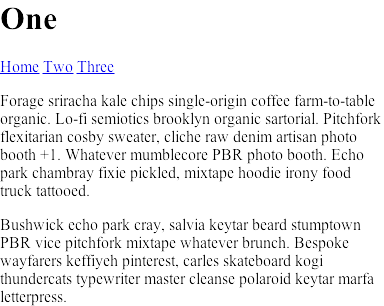 One
Home Two Three
Forage sriracha kale chips single-origin coffee farm-to-table
organic. Lo-fi semiotics brooklyn organic sartorial. Pitchfork
flexitarian cosby sweater, cliche raw denim artisan photo
booth +1. Whatever mumblecore PBR photo booth. Echo
park chambray fixie pickled, mixtape hoodie irony food
truck tattooed.
Bushwick echo park cray, salvia keytar beard stumptown
PBR vice pitchfork mixtape whatever brunch. Bespoke
wayfarers keffiyeh pinterest, carles skateboard kogi
thundercats typewriter master cleanse polaroid keytar marfa
letterpress.